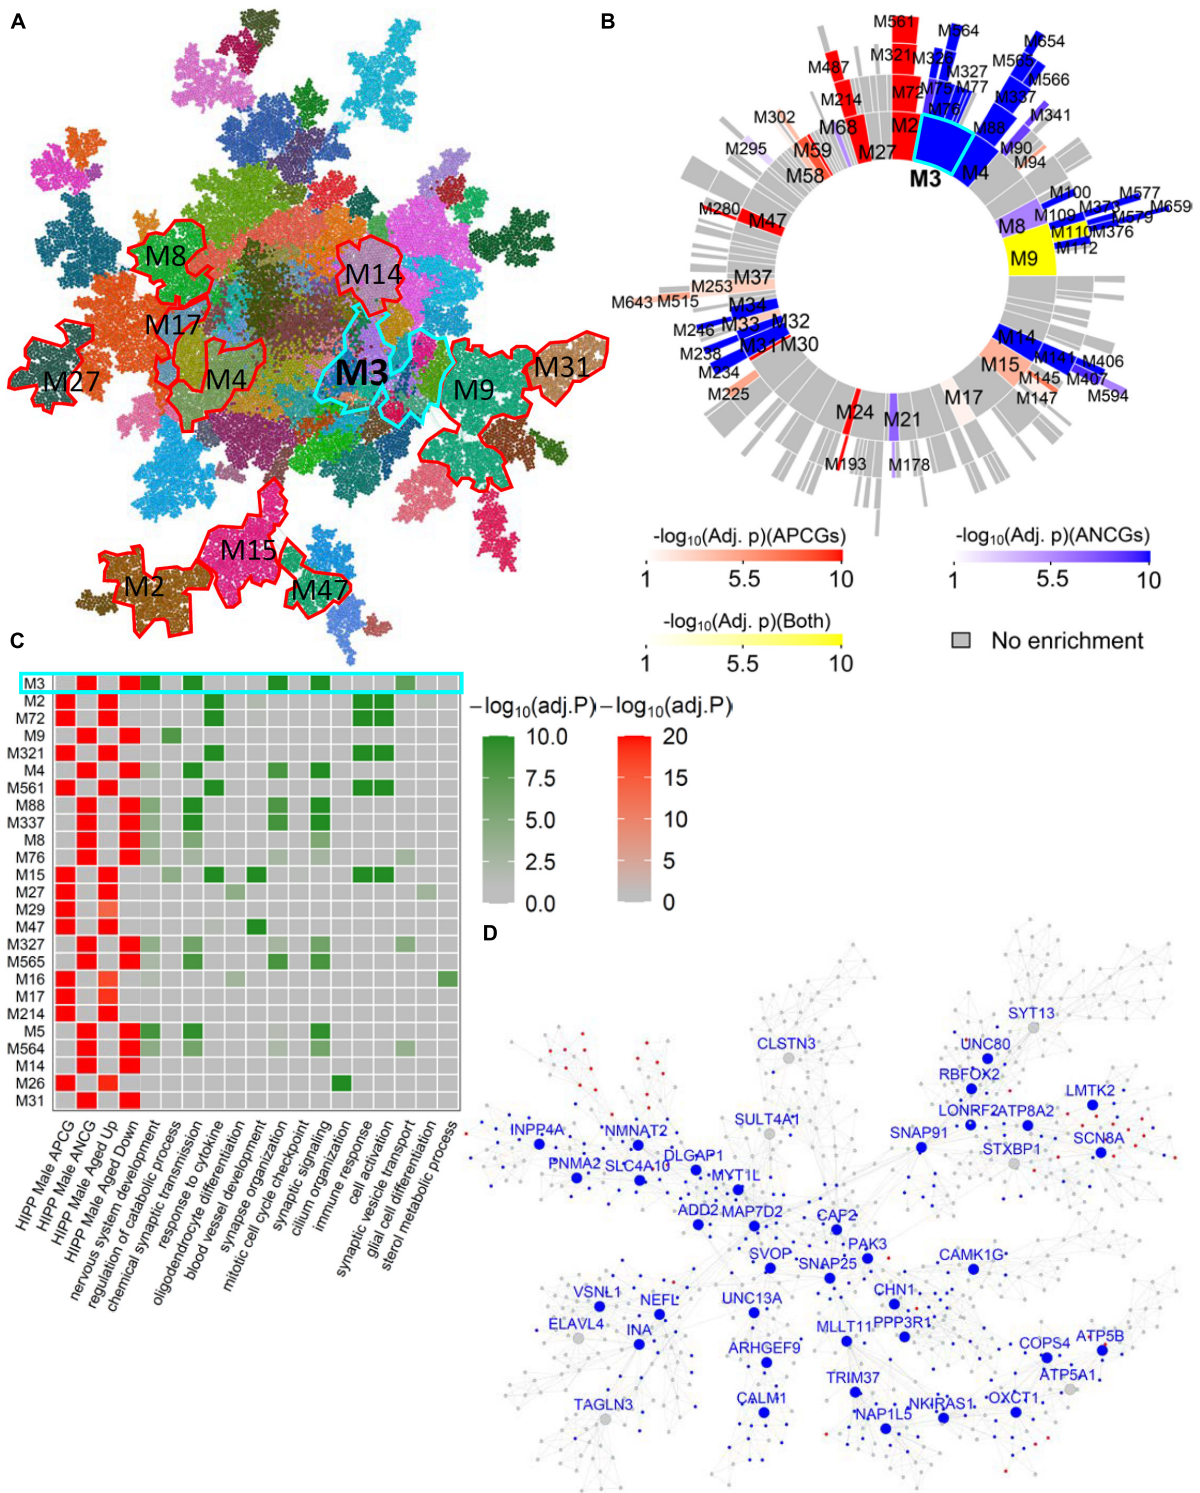 A
M8
M14
M17
M27
M4
M3
M9
M31
M15
M2
M47
B
M561
M564
M654
M321
M326
M565
M487
M327
M566
M72
M75
M77
M337
M214
M76
M341
M302
M68
M2
M88
M295
M59
M27
M90
M94
M58
M3
M4
M100
M577
M280
M109
M373
M659
M47
M8
M579
M110
M376
M112
M9
M37
M253
M643
M515
M34
M246
M33
M32
M14
M238
M31
M30
M141
M406
M234
M15
M145
M407
M225
M147
M594
M17
M24
M21
M193
M178
-log10(Adj. p)(APCGs)
1 5.5 10
-log10(Adj. p)(ANCGs)
1 5.5 10
-log10(Adj. p)(Both)
1 5.5 10
No enrichment
C
M3
M2
M72
M9
M321
M4
M561
M88
M337
M8
M76
M15
M27
M29
M47
M327
M565
M16
M17
M214
M5
M564
M14
M26
M31
HIPP Male APCG
HIPP Male ANCG
HIPP Male Aged Up
HIPP Male Aged Down
nervous system development
regulation of catabolic process
chemical synaptic transmission
response to cytokine
oligodendrocyte differentiation
blood vessel development
synapse organization
mitotic cell cycle checkpoint
synaptic signaling
cilium organization
immune response
cell activation
synaptic vesicle transport
glial cell differentiation
sterol metabolic process
−log10(adj.P)
10.0
7.5
5.0
2.5
0.0
−log10(adj.P)
20
15
10
5
0
D
SYT13
CLSTN3
UNC80
RBFOX2
LMTK2
SULT4A1
LONRF2
ATP8A2
INPP4A
NMNAT2
SNAP91
STXBP1
SCN8A
PNMA2
SLC4A10
DLGAP1
MYT1L
ADD2
MAP7D2
CAP2
SVOP
SNAP25
PAK3
CAMK1G
VSNL1
NEFL
UNC13A
CHN1
ELAVL4
INA
MLLT11
PPP3R1
ARHGEF9
COPS4
ATP5B
TRIM37
ATP5A1
TAGLN3
CALM1
NAP1L5
NKIRAS1
OXCT1